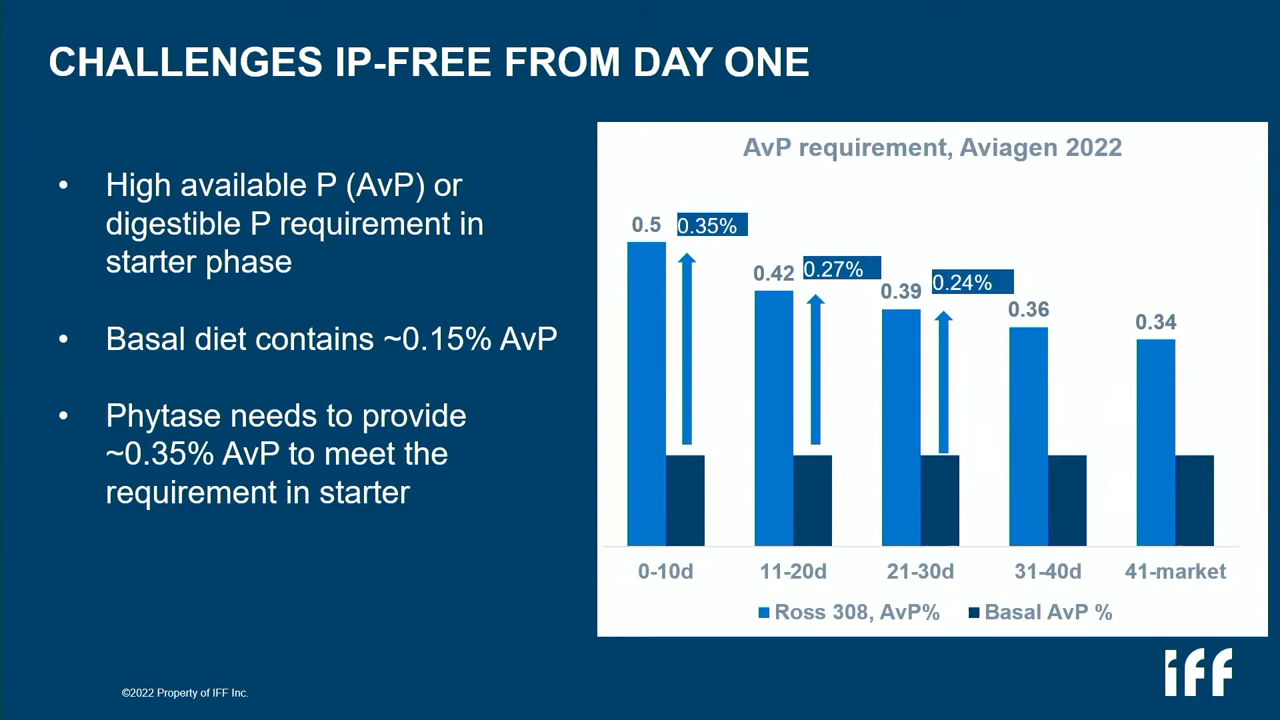 CHALLENGES IP-FREE FROM DAY ONE
• High available P (AvP) or
digestible P requirement in
starter phase
• Basal diet contains ~0.15% AvP
• Phytase needs to provide
~0.35% AvP to meet the
requirement in starter
AvP requirement, Aviagen 2022
0.5 0.35%
0.42 0.27%
0.39 0.24%
0.36
0.34
0-10d 11-20d 21-30d 31-40d 41-market
Ross 308, AvP% Basal AvP %
iff
©2022 Property of IFF Inc.